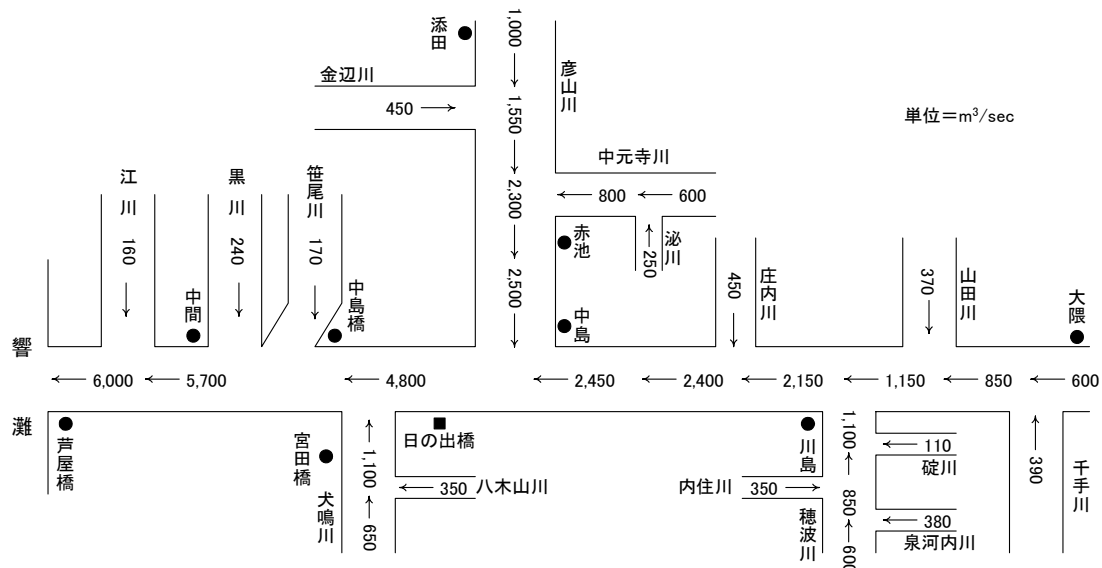 添田
1,000
彦山川
金辺川
450
1,550
単位=m³/sec
中元寺川
800
600
2,300
江川
160
黒川
240
笹尾川
170
赤池
泌川
250
2,500
中島
庄内川
450
山田川
370
大隈
中間
中島橋
響灘
6,000
5,700
4,800
2,450
2,400
2,150
1,150
850
600
芦屋橋
宮田橋
犬鳴川
1,100
650
日の出橋
350
八木山川
内住川
350
川島
穂波川
1,100
850
600
110
碇川
380
泉河内川
390
千手川